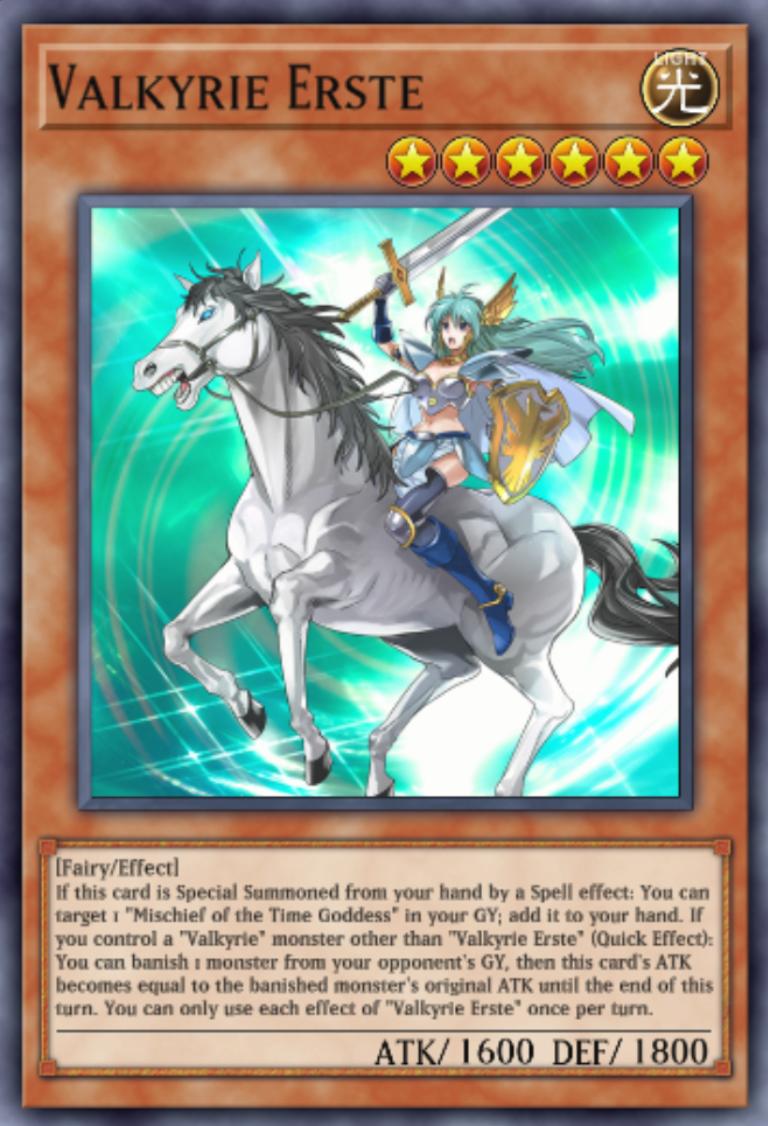 VALKYRIE ERSTE
LIGHT
光
[Fairy/Effect]
If this card is Special Summoned from your hand by a Spell effect: You can
target 1 "Mischief of the Time Goddess" in your GY; add it to your hand. If
you control a "Valkyrie" monster other than "Valkyrie Erste" (Quick Effect):
You can banish 1 monster from your opponent's GY, then this card's ATK
becomes equal to the banished monster's original ATK until the end of this
turn. You can only use each effect of "Valkyrie Erste" once per turn.
ATK/ 1600 DEF/ 1800